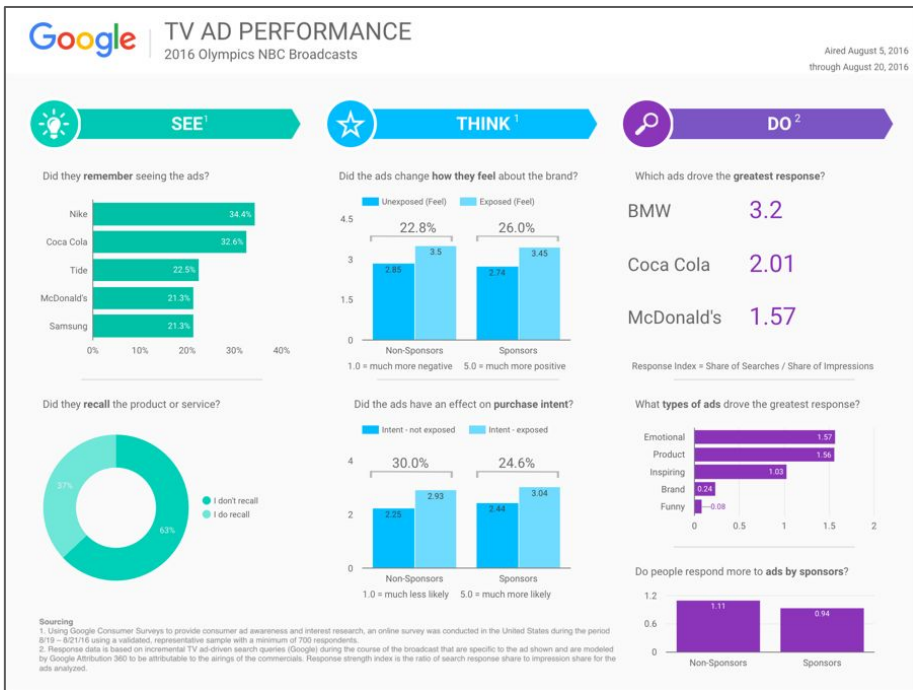 Google
TV AD PERFORMANCE
2016 Olympics NBC Broadcasts
Aired August 5, 2016
through August 20, 2016
SEE1
Did they remember seeing the ads?
Nike
34.4%
Coca Cola
32.6%
Tide
22.5%
McDonald's
21.3%
Samsung
21.3%
0% 10% 20% 30% 40%
Did they recall the product or service?
37%
63%
I don't recall
I do recall
THINK 1
Did the ads change how they feel about the brand?
Unexposed (Feel) Exposed (Feel)
4.5
3
1.5
0
22.8% 26.0%
2.85 3.5 2.74 3.45
Non-Sponsors Sponsors
1.0 = much more negative 5.0 = much more positive
Did the ads have an effect on purchase intent?
Intent - not exposed Intent - exposed
4
2
0
30.0% 24.6%
2.25 2.93 2.44 3.04
Non-Sponsors Sponsors
1.0 = much less likely 5.0 = much more likely
DO 2
Which ads drove the greatest response?
BMW 3.2
Coca Cola 2.01
McDonald's 1.57
Response Index = Share of Searches / Share of Impressions
What types of ads drove the greatest response?
Emotional 1.57
Product 1.56
Inspiring 1.03
Brand 0.24
Funny 0.08
0 0.5 1 1.5 2
Do people respond more to ads by sponsors?
1.2
0.6
0
1.11 0.94
Non-Sponsors Sponsors
Sourcing
1. Using Google Consumer Surveys to provide consumer ad awareness and interest research, an online survey was conducted in the United States during the period
8/19 – 8/21/16 using a validated, representative sample with a minimum of 700 respondents.
2. Response data is based on incremental TV ad-driven search queries (Google) during the course of the broadcast that are specific to the ad shown and are modeled
by Google Attribution 360 to be attributable to the airings of the commercials. Response strength index is the ratio of search response share to impression share for the
ads analyzed.